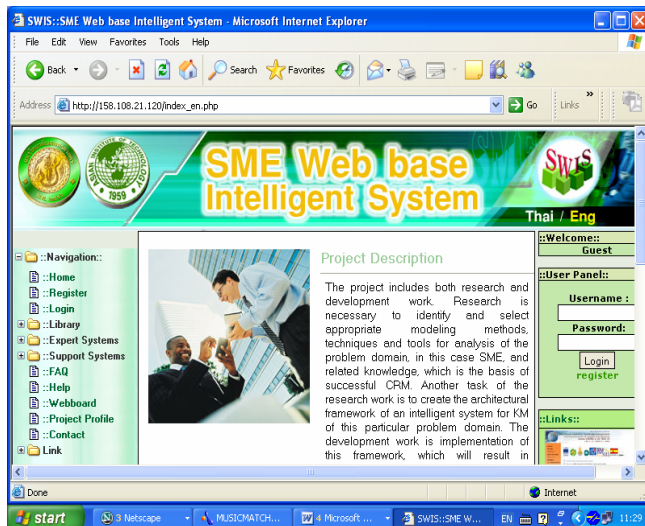 SWIS::SME Web base Intelligent System - Microsoft Internet Explorer
File Edit View Favorites Tools Help
Back Search Favorites
Address http://158.108.21.120/index_en.php Go Links »
ASIAN INSTITUTE OF TECHNOLOGY
1959
SME Web base
Intelligent System
SWIS
Thai / Eng
::Navigation::
::Home
::Register
::Login
::Library
::Expert Systems
::Support Systems
::FAQ
::Help
::Webboard
::Project Profile
::Contact
Link
Project Description
The project includes both research and
development work. Research is
necessary to identify and select
appropriate modeling methods,
techniques and tools for analysis of the
problem domain, in this case SME, and
related knowledge, which is the basis of
successful CRM. Another task of the
research work is to create the architectural
framework of an intelligent system for KM
of this particular problem domain. The
development work is implementation of
this framework, which will result in
::Welcome::
Guest
::User Panel::
Username :
Password:
Login
register
::Links::
Done Internet
start 3 Netscape MUSICMATCH... 4 Microsoft ... SWIS::SME W... EN 11:29